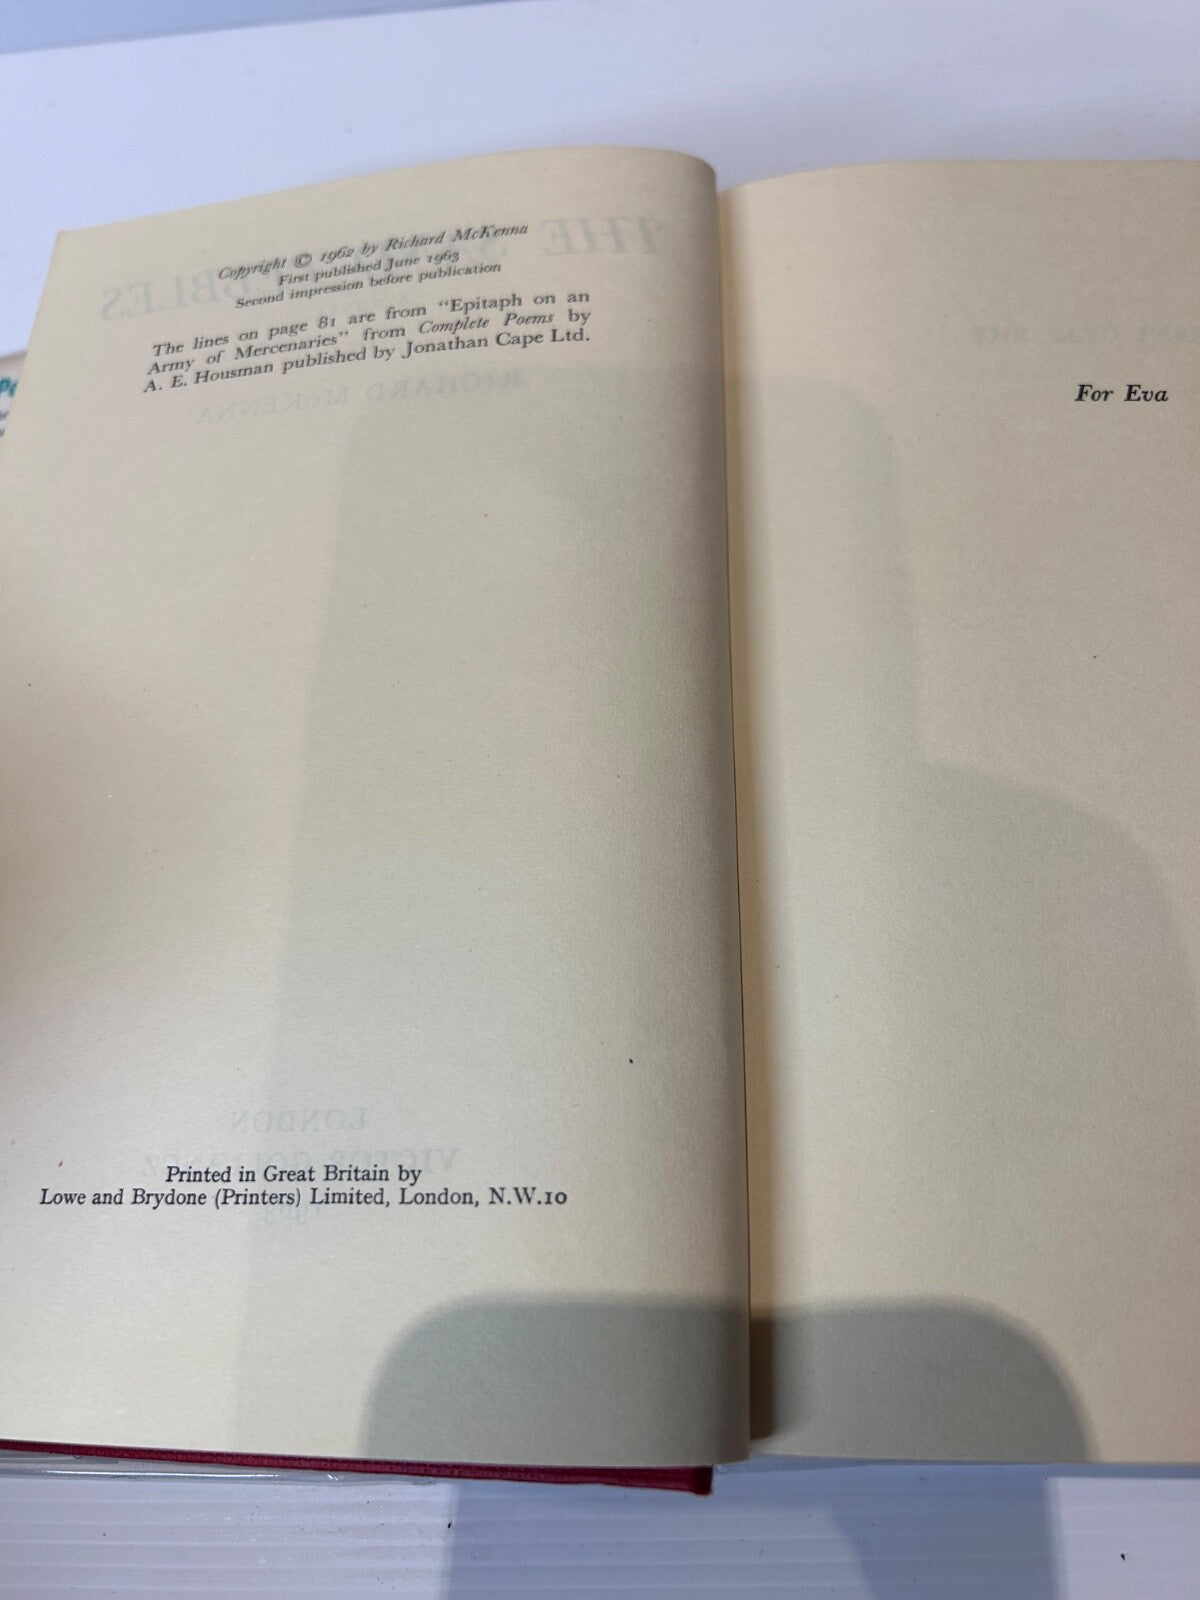 Copyright © 1962 by Richard McKenna
First published June 1963
Second impression before publication
The lines on page 81 are from "Epitaph on an
Army of Mercenaries" from Complete Poems by
A. E. Housman published by Jonathan Cape Ltd.
Printed in Great Britain by
Lowe and Brydone (Printers) Limited, London, N.W.10
For Eva